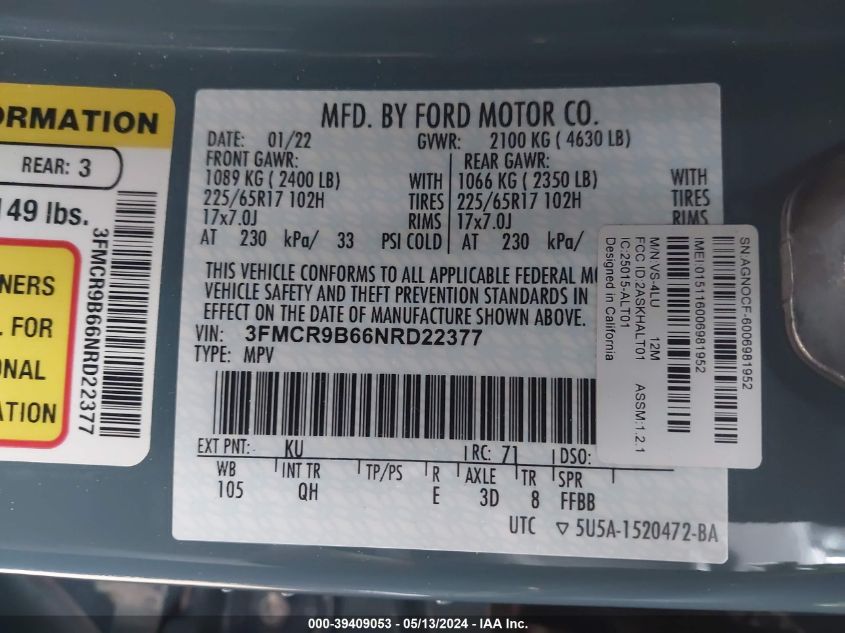 ORMATION
REAR: 3
149 lbs.
NERS
L FOR
ONAL
ATION
3FMCR9B66NRD22377
MFD. BY FORD MOTOR CO.
DATE: 01/22 GVWR: 2100 KG ( 4630 LB)
FRONT GAWR: REAR GAWR:
1089 KG ( 2400 LB) WITH 1066 KG ( 2350 LB) WITH
225/65R17 102H TIRES 225/65R17 102H TIRES
17x7.0J RIMS 17x7.0J RIMS
AT 230 kPa/ 33 PSI COLD AT 230 kPa/
THIS VEHICLE CONFORMS TO ALL APPLICABLE FEDERAL MO
VEHICLE SAFETY AND THEFT PREVENTION STANDARDS IN
EFFECT ON THE DATE OF MANUFACTURE SHOWN ABOVE.
VIN: 3FMCR9B66NRD22377
TYPE: MPV
EXT PNT: KU RC: 71 DSO:
WB INT TR TP/PS R AXLE TR SPR
105 QH E 3D 8 FFBB
UTC 5U5A-1520472-BA
SN:AGNOCF-6006981952
IMEI:015116006981952
M/N:VS-4LU 12M ASSM:1.2.1
FCC ID:2ASKHALT01
IC:25015-ALT01
Designed in California
000-39409053 - 05/13/2024 - IAA Inc.